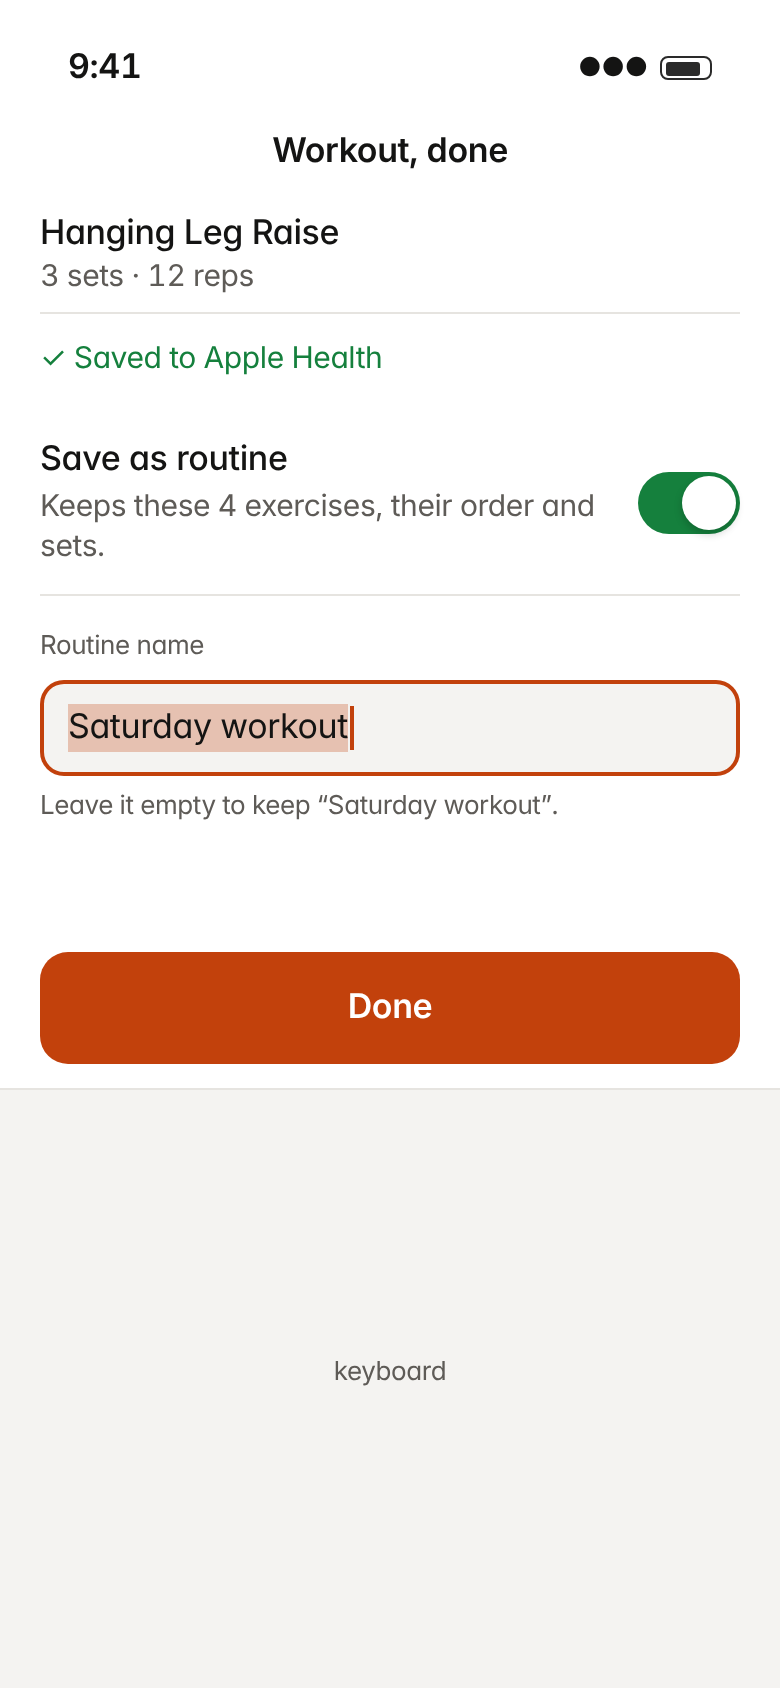 9:41
Workout, done
Hanging Leg Raise
3 sets · 12 reps
✓ Saved to Apple Health
Save as routine
Keeps these 4 exercises, their order and
sets.
Routine name
Saturday workout
Leave it empty to keep “Saturday workout”.
Done
keyboard